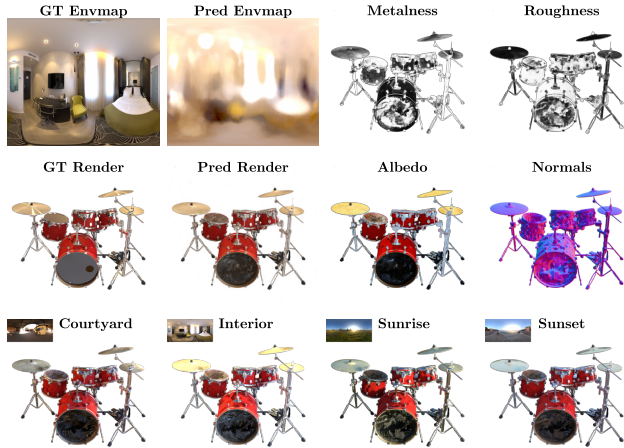 GT Envmap Pred Envmap Metalness Roughness
GT Render Pred Render Albedo Normals
Courtyard Interior Sunrise Sunset